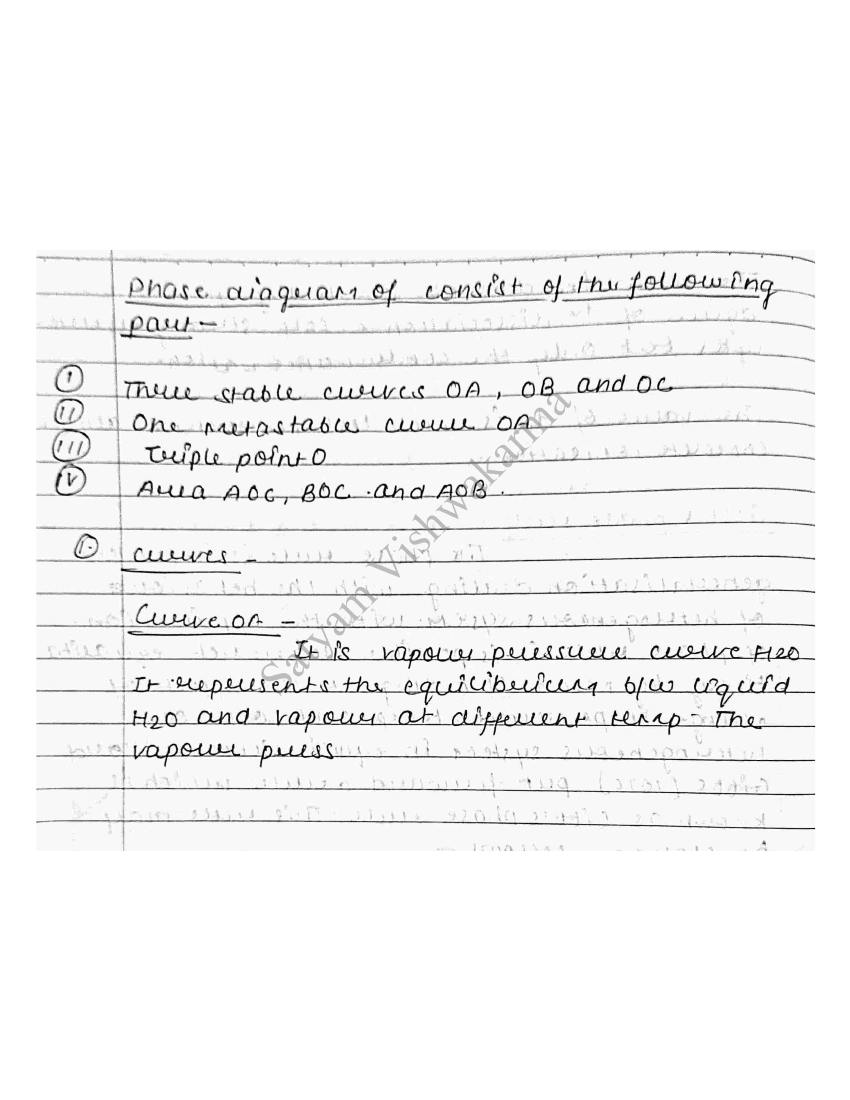 Phase diagram of consist of the following
part -
(I) Three stable curves OA, OB and OC
(II) One metastable curve OA
(III) Triple point O
(IV) Area AOC, BOC and AOB.
(I) curves -
Curve OA -
It is vapour pressure curve H2O
It represents the equilibrium b/w liquid
H2O and vapour at different temp - The
vapour press
Satyam Vishwakarma